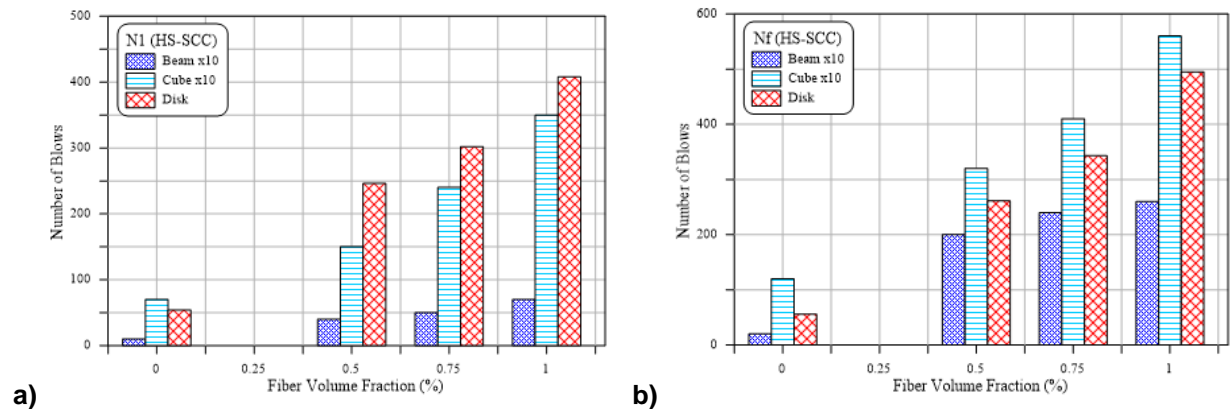 N1 (HS-SCC)
Beam x10
Cube x10
Disk
500
400
300
200
100
0
Number of Blows
0
0.25
0.5
0.75
1
Fiber Volume Fraction (%)
a)
Nf (HS-SCC)
Beam x10
Cube x10
Disk
600
400
200
0
Number of Blows
0
0.25
0.5
0.75
1
Fiber Volume Fraction (%)
b)